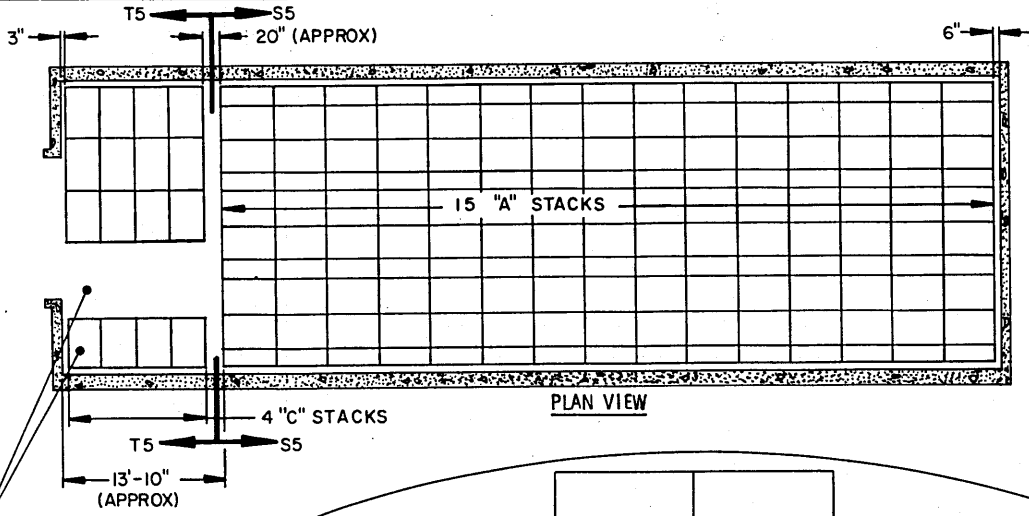 T5 S5
3" 20" (APPROX) 6"
15 "A" STACKS
PLAN VIEW
4 "C" STACKS
T5 S5
13'-10"
(APPROX)